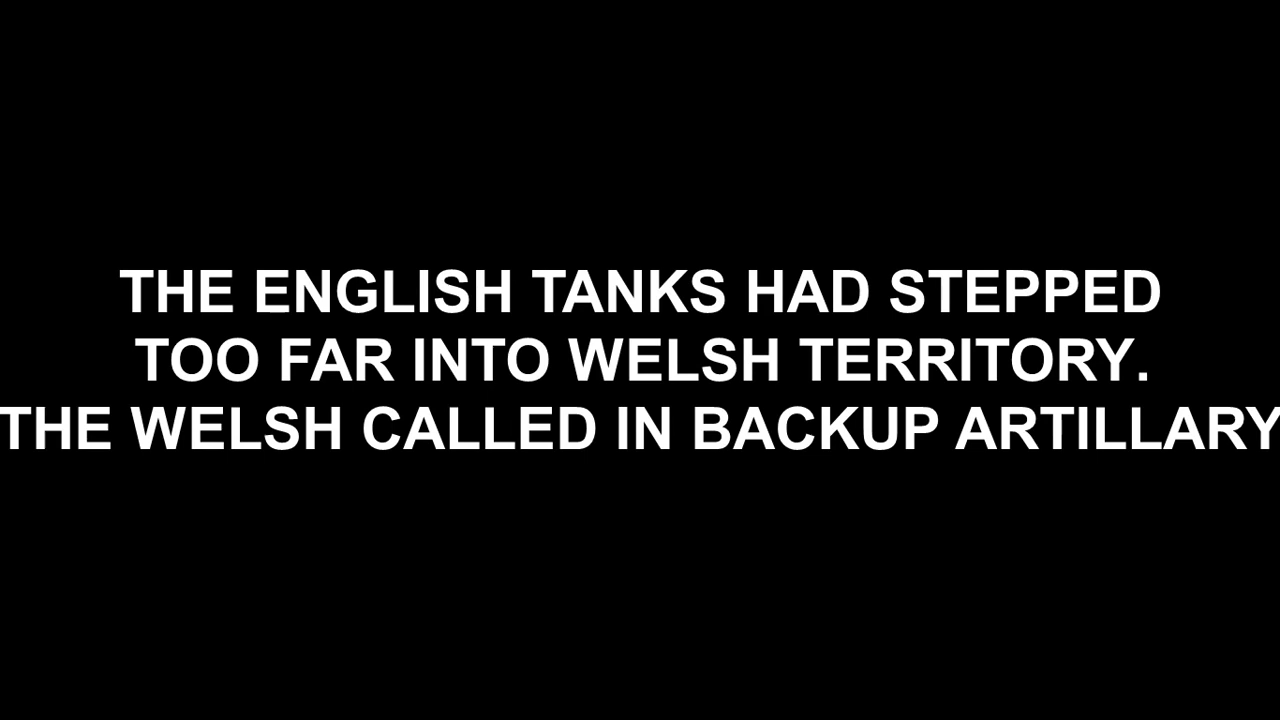 THE ENGLISH TANKS HAD STEPPED
TOO FAR INTO WELSH TERRITORY.
THE WELSH CALLED IN BACKUP ARTILLARY